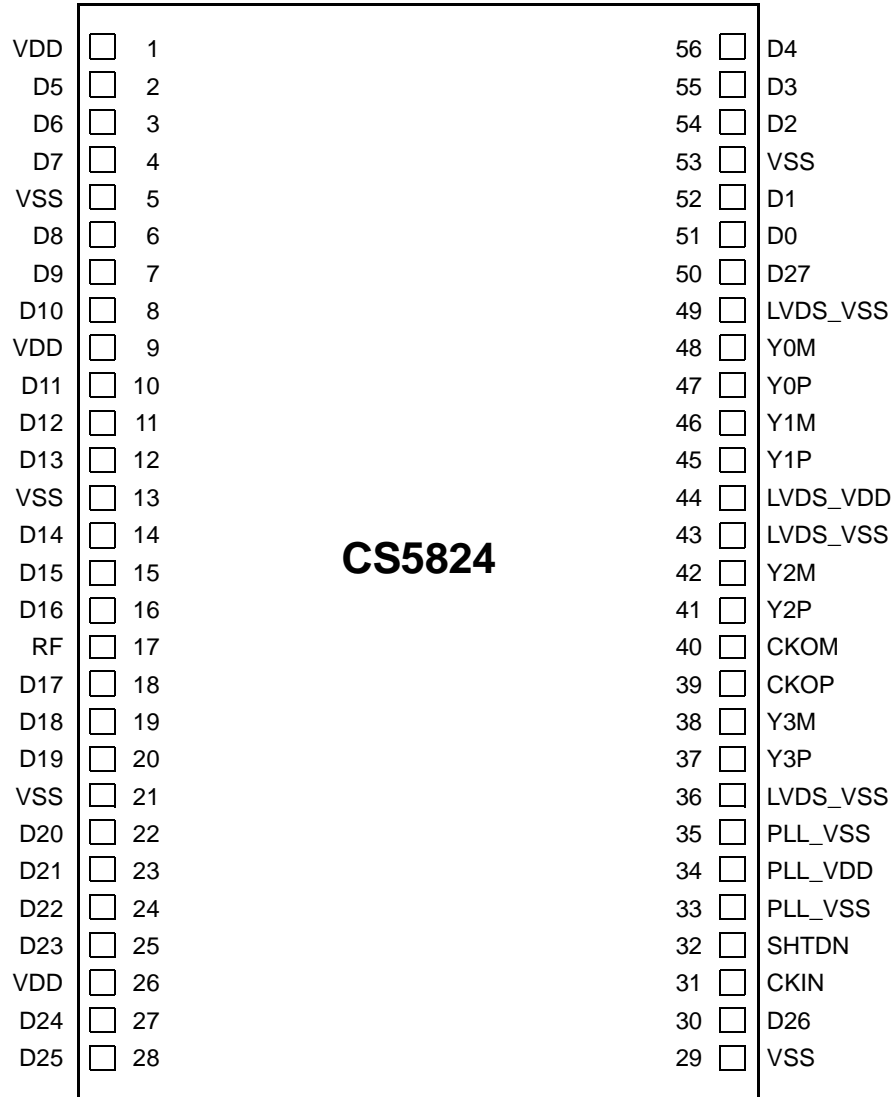 VDD 1 56 D4
D5 2 55 D3
D6 3 54 D2
D7 4 53 VSS
VSS 5 52 D1
D8 6 51 D0
D9 7 50 D27
D10 8 49 LVDS_VSS
VDD 9 48 Y0M
D11 10 47 Y0P
D12 11 46 Y1M
D13 12 45 Y1P
VSS 13 44 LVDS_VDD
D14 14 43 LVDS_VSS
CS5824
D15 15 42 Y2M
D16 16 41 Y2P
RF 17 40 CKOM
D17 18 39 CKOP
D18 19 38 Y3M
D19 20 37 Y3P
VSS 21 36 LVDS_VSS
D20 22 35 PLL_VSS
D21 23 34 PLL_VDD
D22 24 33 PLL_VSS
D23 25 32 SHTDN
VDD 26 31 CKIN
D24 27 30 D26
D25 28 29 VSS